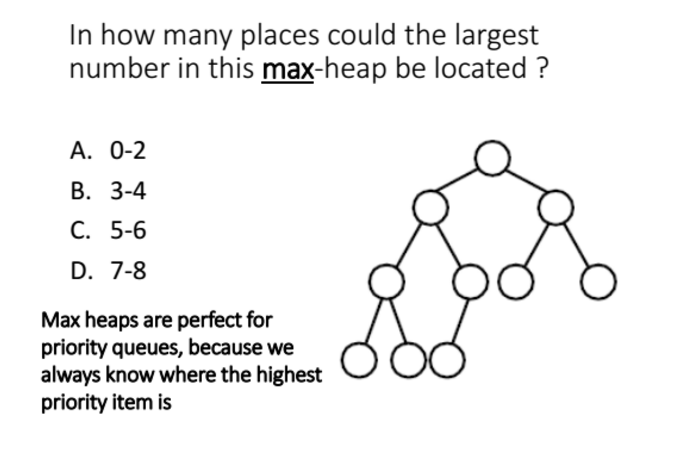 In how many places could the largest
number in this max-heap be located ?
A. 0-2
B. 3-4
C. 5-6
D. 7-8
Max heaps are perfect for
priority queues, because we
always know where the highest
priority item is